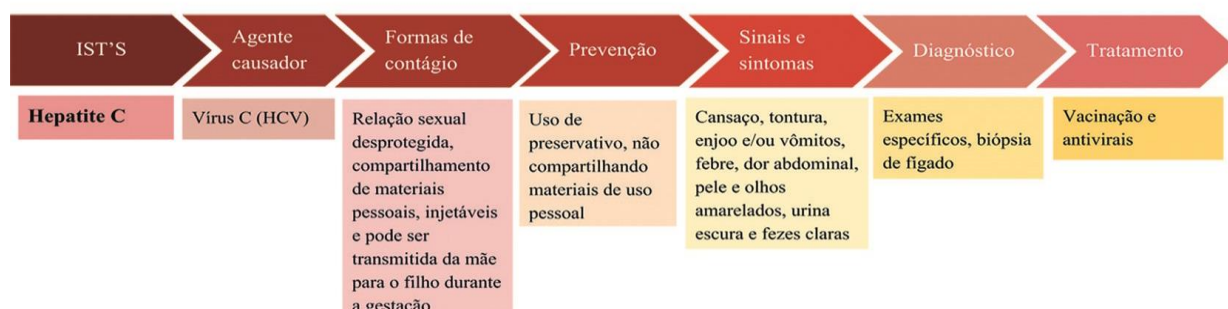 IST'S
Agente
causador
Formas de
contágio
Prevenção
Sinais e
sintomas
Diagnóstico
Tratamento
Hepatite C
Vírus C (HCV)
Relação sexual
desprotegida,
compartilhamento
de materiais
pessoais, injetáveis
e pode ser
transmitida da mãe
para o filho durante
a gestação
Uso de
preservativo, não
compartilhando
materiais de uso
pessoal
Cansaço, tontura,
enjoo e/ou vômitos,
febre, dor abdominal,
pele e olhos
amarelados, urina
escura e fezes claras
Exames
específicos, biópsia
de fígado
Vacinação e
antivirais